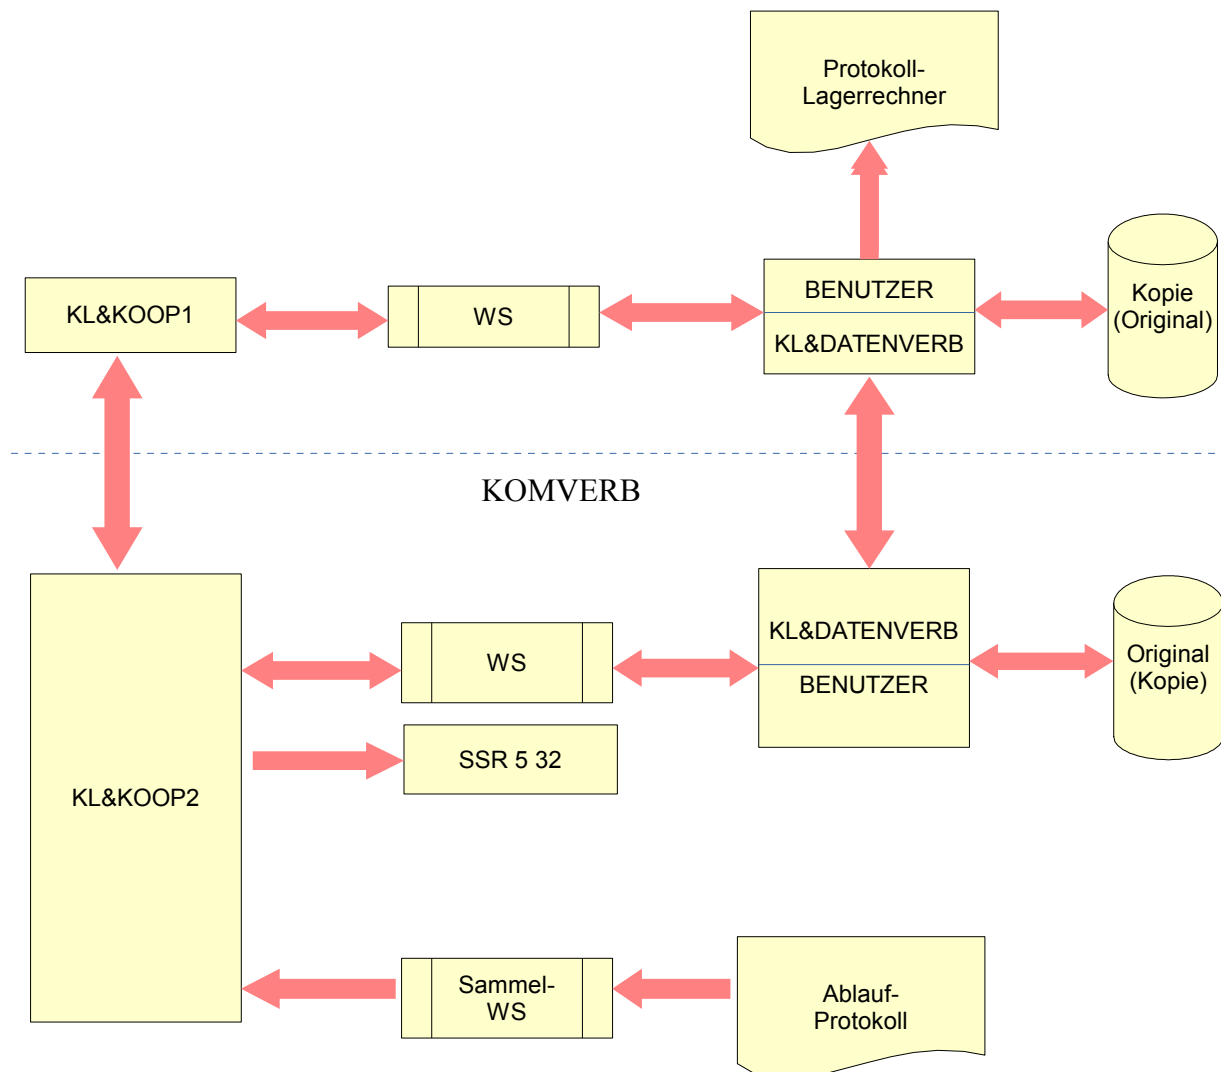 Protokoll-
Lagerrechner
KL&KOOP1
WS
BENUTZER
KL&DATENVERB
Kopie
(Original)
KOMVERB
KL&KOOP2
WS
KL&DATENVERB
BENUTZER
Original
(Kopie)
SSR 5 32
Sammel-
WS
Ablauf-
Protokoll